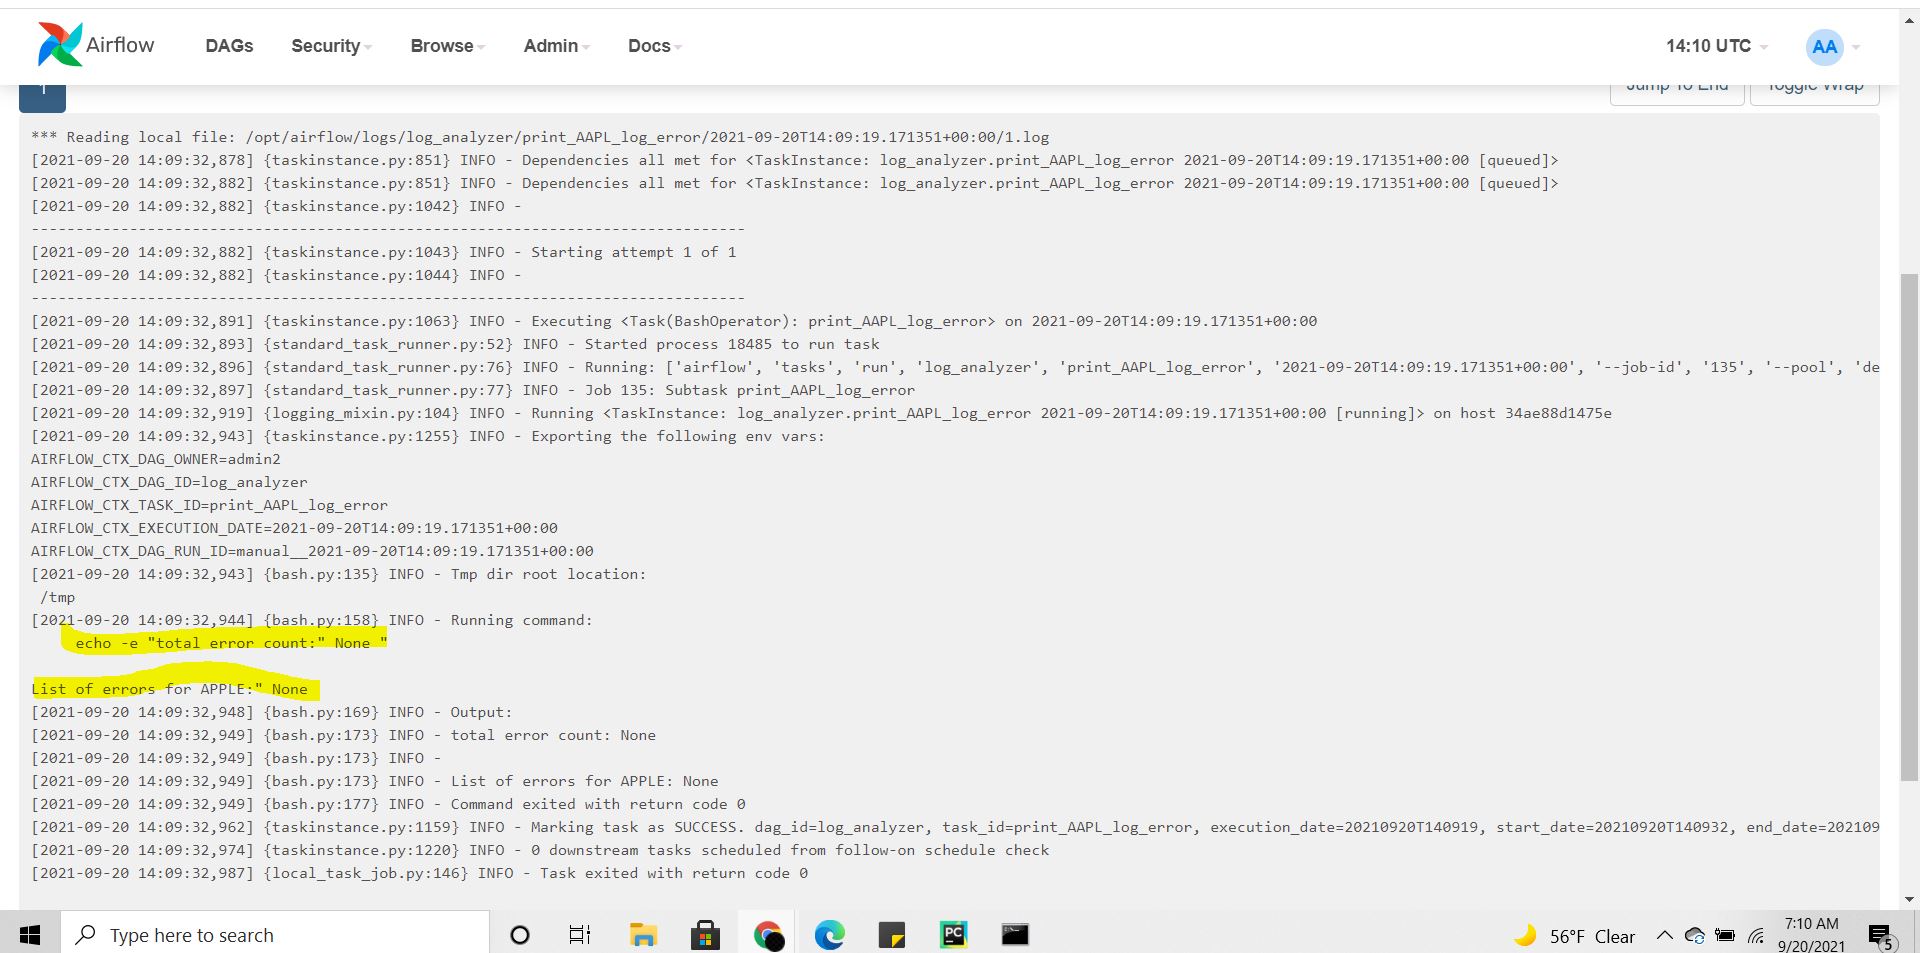 Airflow DAGs Security Browse Admin Docs 14:10 UTC AA
1 Jump To End Toggle Wrap
*** Reading local file: /opt/airflow/logs/log_analyzer/print_AAPL_log_error/2021-09-20T14:09:19.171351+00:00/1.log
[2021-09-20 14:09:32,878] {taskinstance.py:851} INFO - Dependencies all met for <TaskInstance: log_analyzer.print_AAPL_log_error 2021-09-20T14:09:19.171351+00:00 [queued]>
[2021-09-20 14:09:32,882] {taskinstance.py:851} INFO - Dependencies all met for <TaskInstance: log_analyzer.print_AAPL_log_error 2021-09-20T14:09:19.171351+00:00 [queued]>
[2021-09-20 14:09:32,882] {taskinstance.py:1042} INFO -
--------------------------------------------------------------------------------
[2021-09-20 14:09:32,882] {taskinstance.py:1043} INFO - Starting attempt 1 of 1
[2021-09-20 14:09:32,882] {taskinstance.py:1044} INFO -
--------------------------------------------------------------------------------
[2021-09-20 14:09:32,891] {taskinstance.py:1063} INFO - Executing <Task(BashOperator): print_AAPL_log_error> on 2021-09-20T14:09:19.171351+00:00
[2021-09-20 14:09:32,893] {standard_task_runner.py:52} INFO - Started process 18485 to run task
[2021-09-20 14:09:32,896] {standard_task_runner.py:76} INFO - Running: ['airflow', 'tasks', 'run', 'log_analyzer', 'print_AAPL_log_error', '2021-09-20T14:09:19.171351+00:00', '--job-id', '135', '--pool', 'de
[2021-09-20 14:09:32,897] {standard_task_runner.py:77} INFO - Job 135: Subtask print_AAPL_log_error
[2021-09-20 14:09:32,919] {logging_mixin.py:104} INFO - Running <TaskInstance: log_analyzer.print_AAPL_log_error 2021-09-20T14:09:19.171351+00:00 [running]> on host 34ae88d1475e
[2021-09-20 14:09:32,943] {taskinstance.py:1255} INFO - Exporting the following env vars:
AIRFLOW_CTX_DAG_OWNER=admin2
AIRFLOW_CTX_DAG_ID=log_analyzer
AIRFLOW_CTX_TASK_ID=print_AAPL_log_error
AIRFLOW_CTX_EXECUTION_DATE=2021-09-20T14:09:19.171351+00:00
AIRFLOW_CTX_DAG_RUN_ID=manual__2021-09-20T14:09:19.171351+00:00
[2021-09-20 14:09:32,943] {bash.py:135} INFO - Tmp dir root location:
/tmp
[2021-09-20 14:09:32,944] {bash.py:158} INFO - Running command:
echo -e "total error count:" None "
List of errors for APPLE:" None
[2021-09-20 14:09:32,948] {bash.py:169} INFO - Output:
[2021-09-20 14:09:32,949] {bash.py:173} INFO - total error count: None
[2021-09-20 14:09:32,949] {bash.py:173} INFO -
[2021-09-20 14:09:32,949] {bash.py:173} INFO - List of errors for APPLE: None
[2021-09-20 14:09:32,949] {bash.py:177} INFO - Command exited with return code 0
[2021-09-20 14:09:32,962] {taskinstance.py:1159} INFO - Marking task as SUCCESS. dag_id=log_analyzer, task_id=print_AAPL_log_error, execution_date=20210920T140919, start_date=20210920T140932, end_date=202109
[2021-09-20 14:09:32,974] {taskinstance.py:1220} INFO - 0 downstream tasks scheduled from follow-on schedule check
[2021-09-20 14:09:32,987] {local_task_job.py:146} INFO - Task exited with return code 0
Type here to search PC 56°F Clear 7:10 AM
9/20/2021 5